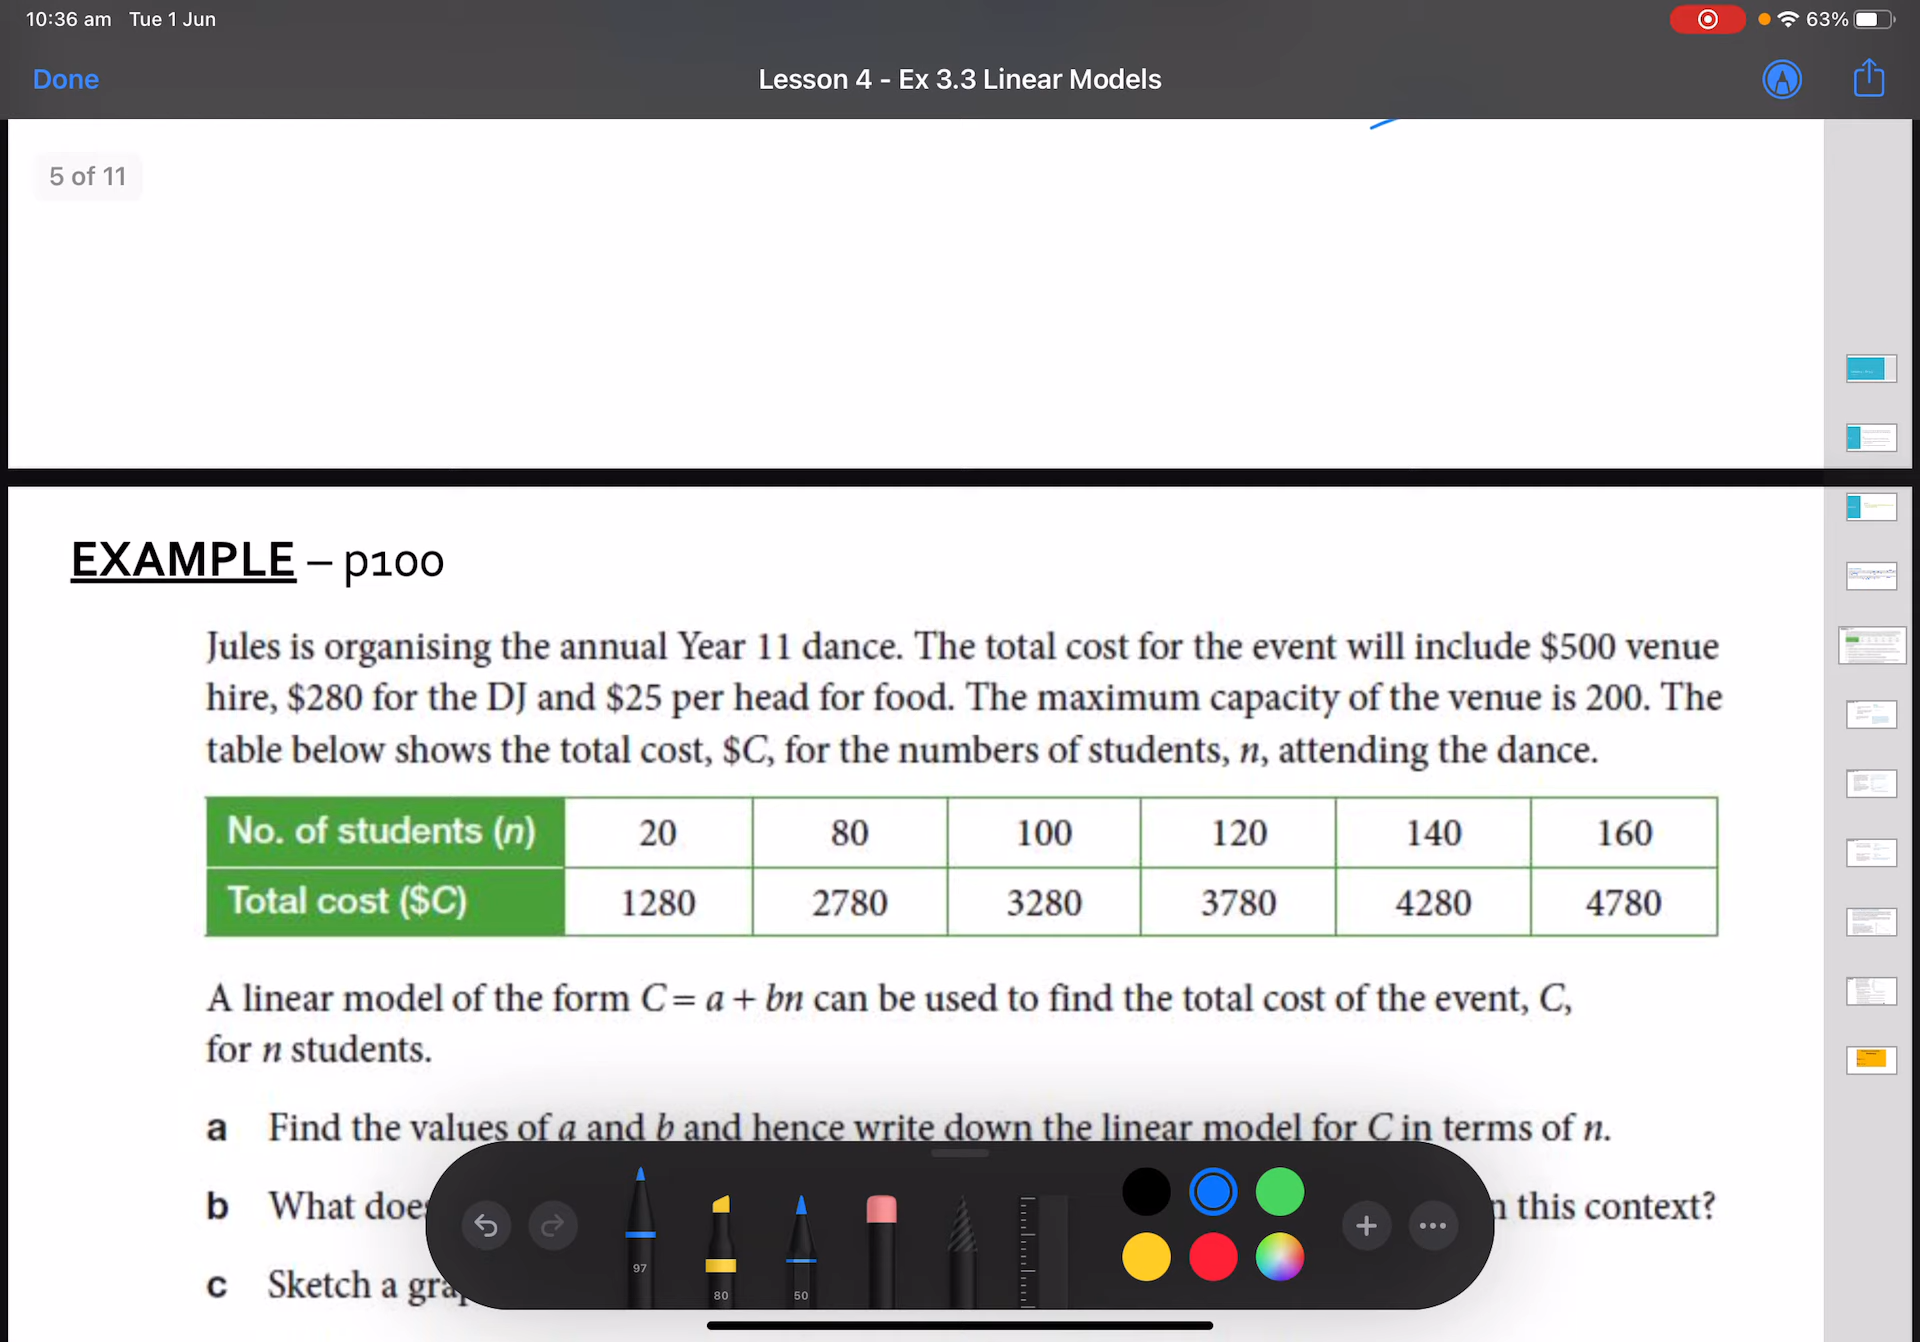 10:36 am Tue 1 Jun
63%
Done
Lesson 4 - Ex 3.3 Linear Models
5 of 11
EXAMPLE – p100
Jules is organising the annual Year 11 dance. The total cost for the event will include $500 venue
hire, $280 for the DJ and $25 per head for food. The maximum capacity of the venue is 200. The
table below shows the total cost, $C, for the numbers of students, n, attending the dance.
No. of students (n) 20 80 100 120 140 160
Total cost ($C) 1280 2780 3280 3780 4280 4780
A linear model of the form C = a + bn can be used to find the total cost of the event, C,
for n students.
a Find the values of a and b and hence write down the linear model for C in terms of n.
b What does n this context?
c Sketch a gra
97
80
50